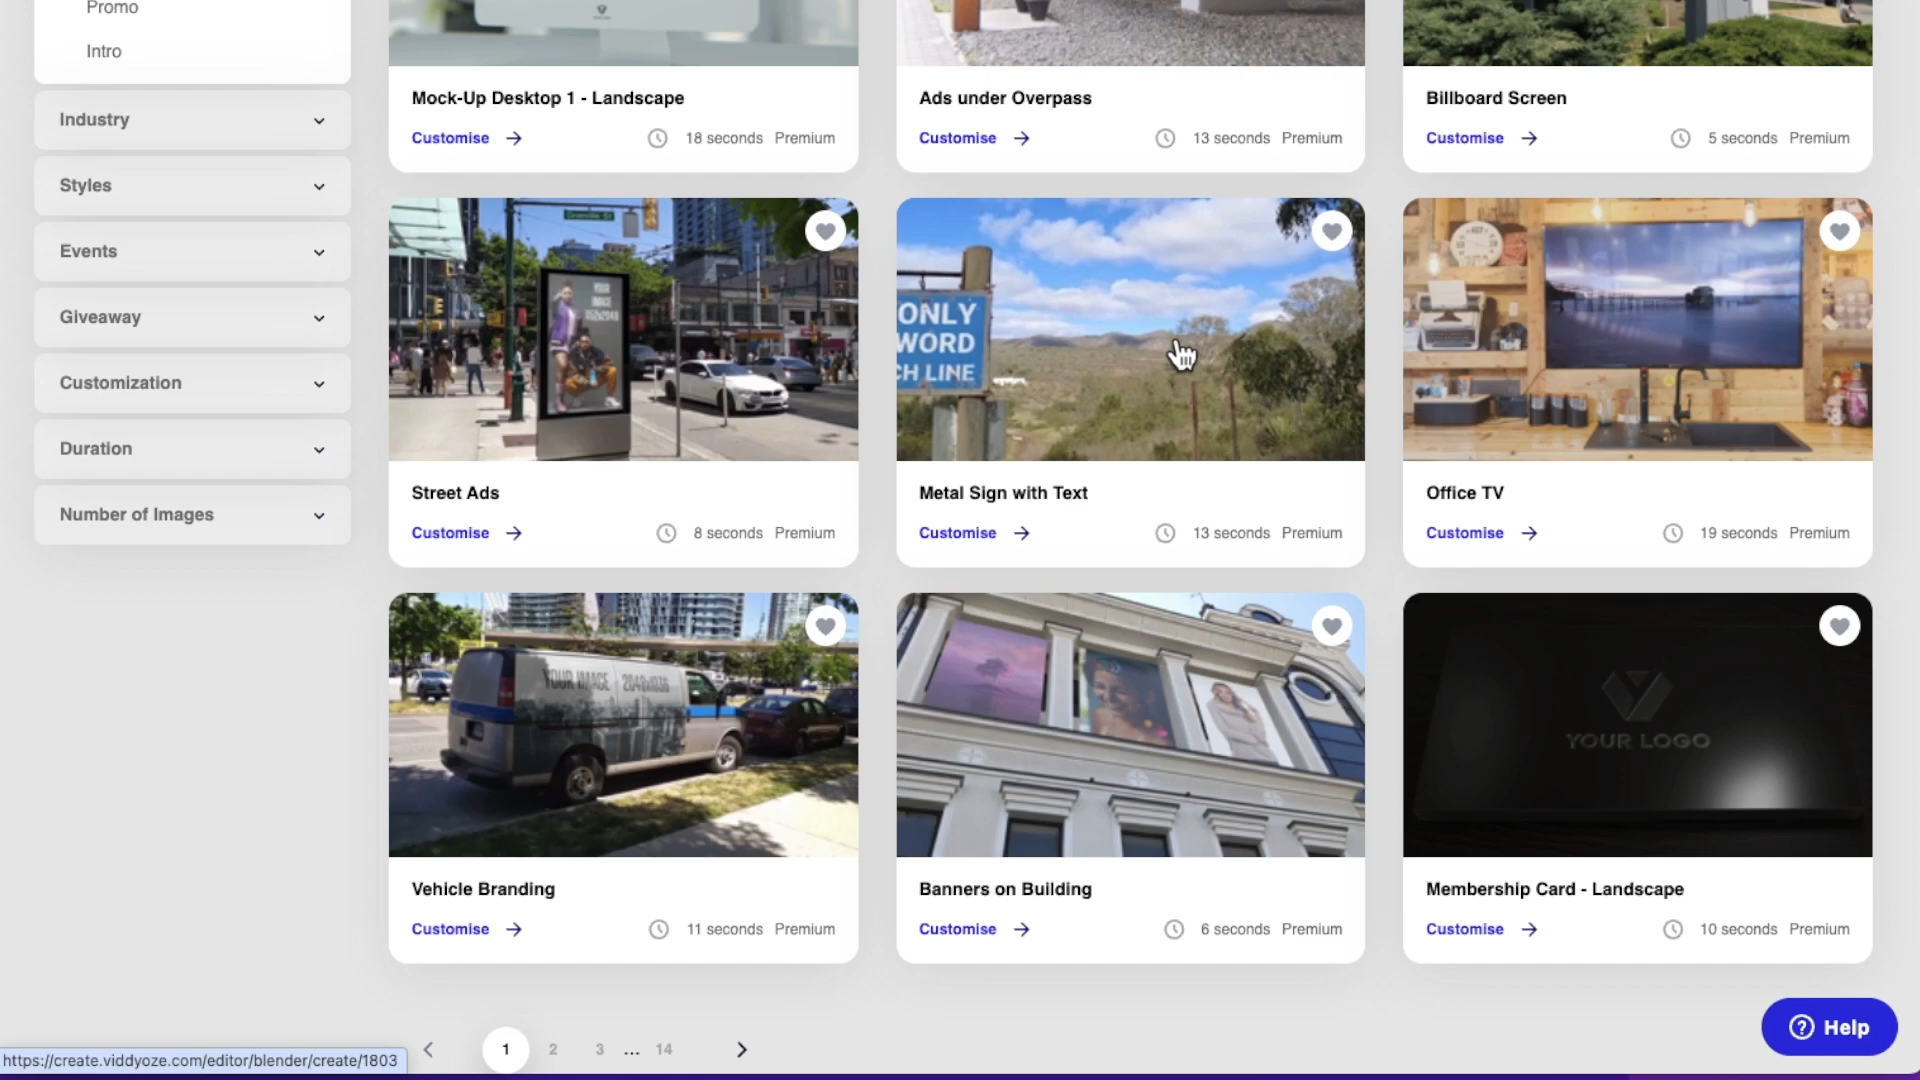 Promo
Intro
Industry
Styles
Events
Giveaway
Customization
Duration
Number of Images
Mock-Up Desktop 1 - Landscape
Customise
18 seconds Premium
Ads under Overpass
Customise
13 seconds Premium
Billboard Screen
Customise
5 seconds Premium
YOUR
IMAGE
Street Ads
Customise
8 seconds Premium
ONLY
WORD
CH LINE
Metal Sign with Text
Customise
13 seconds Premium
Office TV
Customise
19 seconds Premium
YOUR IMAGE
Vehicle Branding
Customise
11 seconds Premium
Banners on Building
Customise
6 seconds Premium
YOUR LOGO
Membership Card - Landscape
Customise
10 seconds Premium
1 2 3 ... 14
Help
https://create.viddyoze.com/editor/blender/create/1803